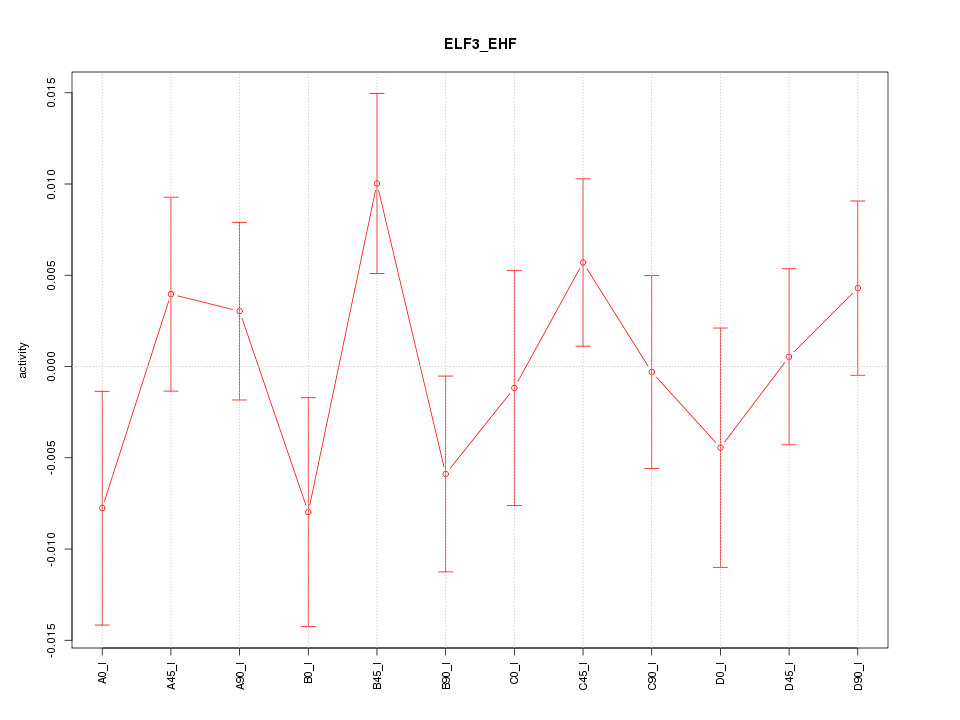 ELF3_EHF
activity
0.015
0.010
0.005
0.000
-0.005
-0.010
-0.015
A0_I
A45_I
A90_I
B0_I
B45_I
B90_I
C0_I
C45_I
C90_I
D0_I
D45_I
D90_I